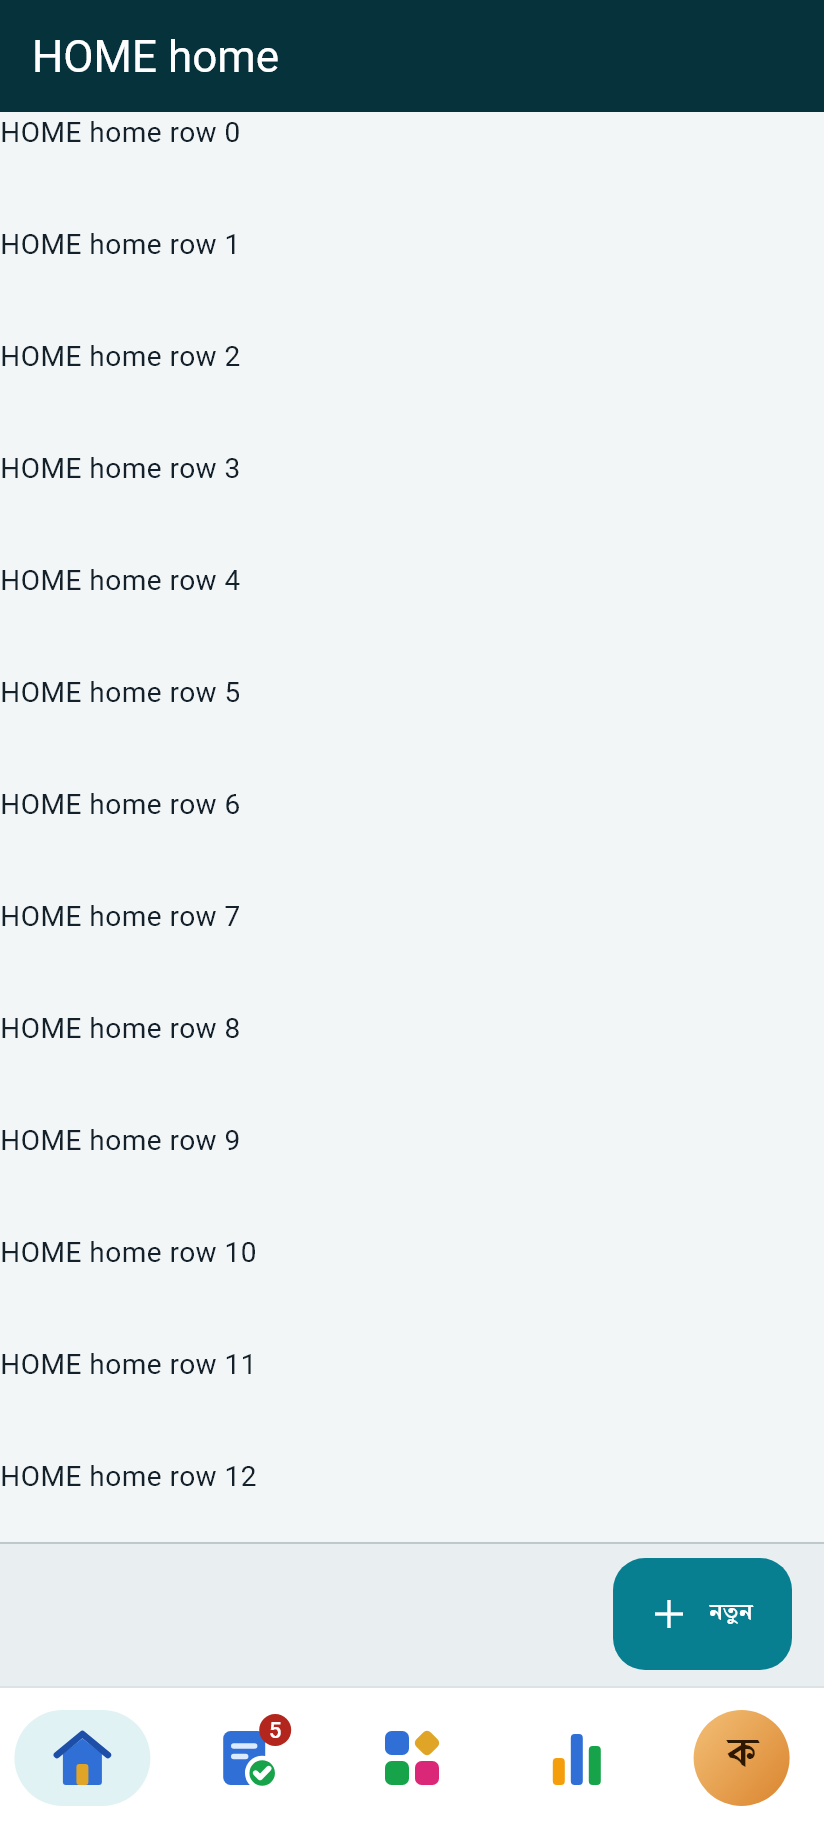 HOME home
HOME home row 0
HOME home row 1
HOME home row 2
HOME home row 3
HOME home row 4
HOME home row 5
HOME home row 6
HOME home row 7
HOME home row 8
HOME home row 9
HOME home row 10
HOME home row 11
HOME home row 12
নতুন
5
ক